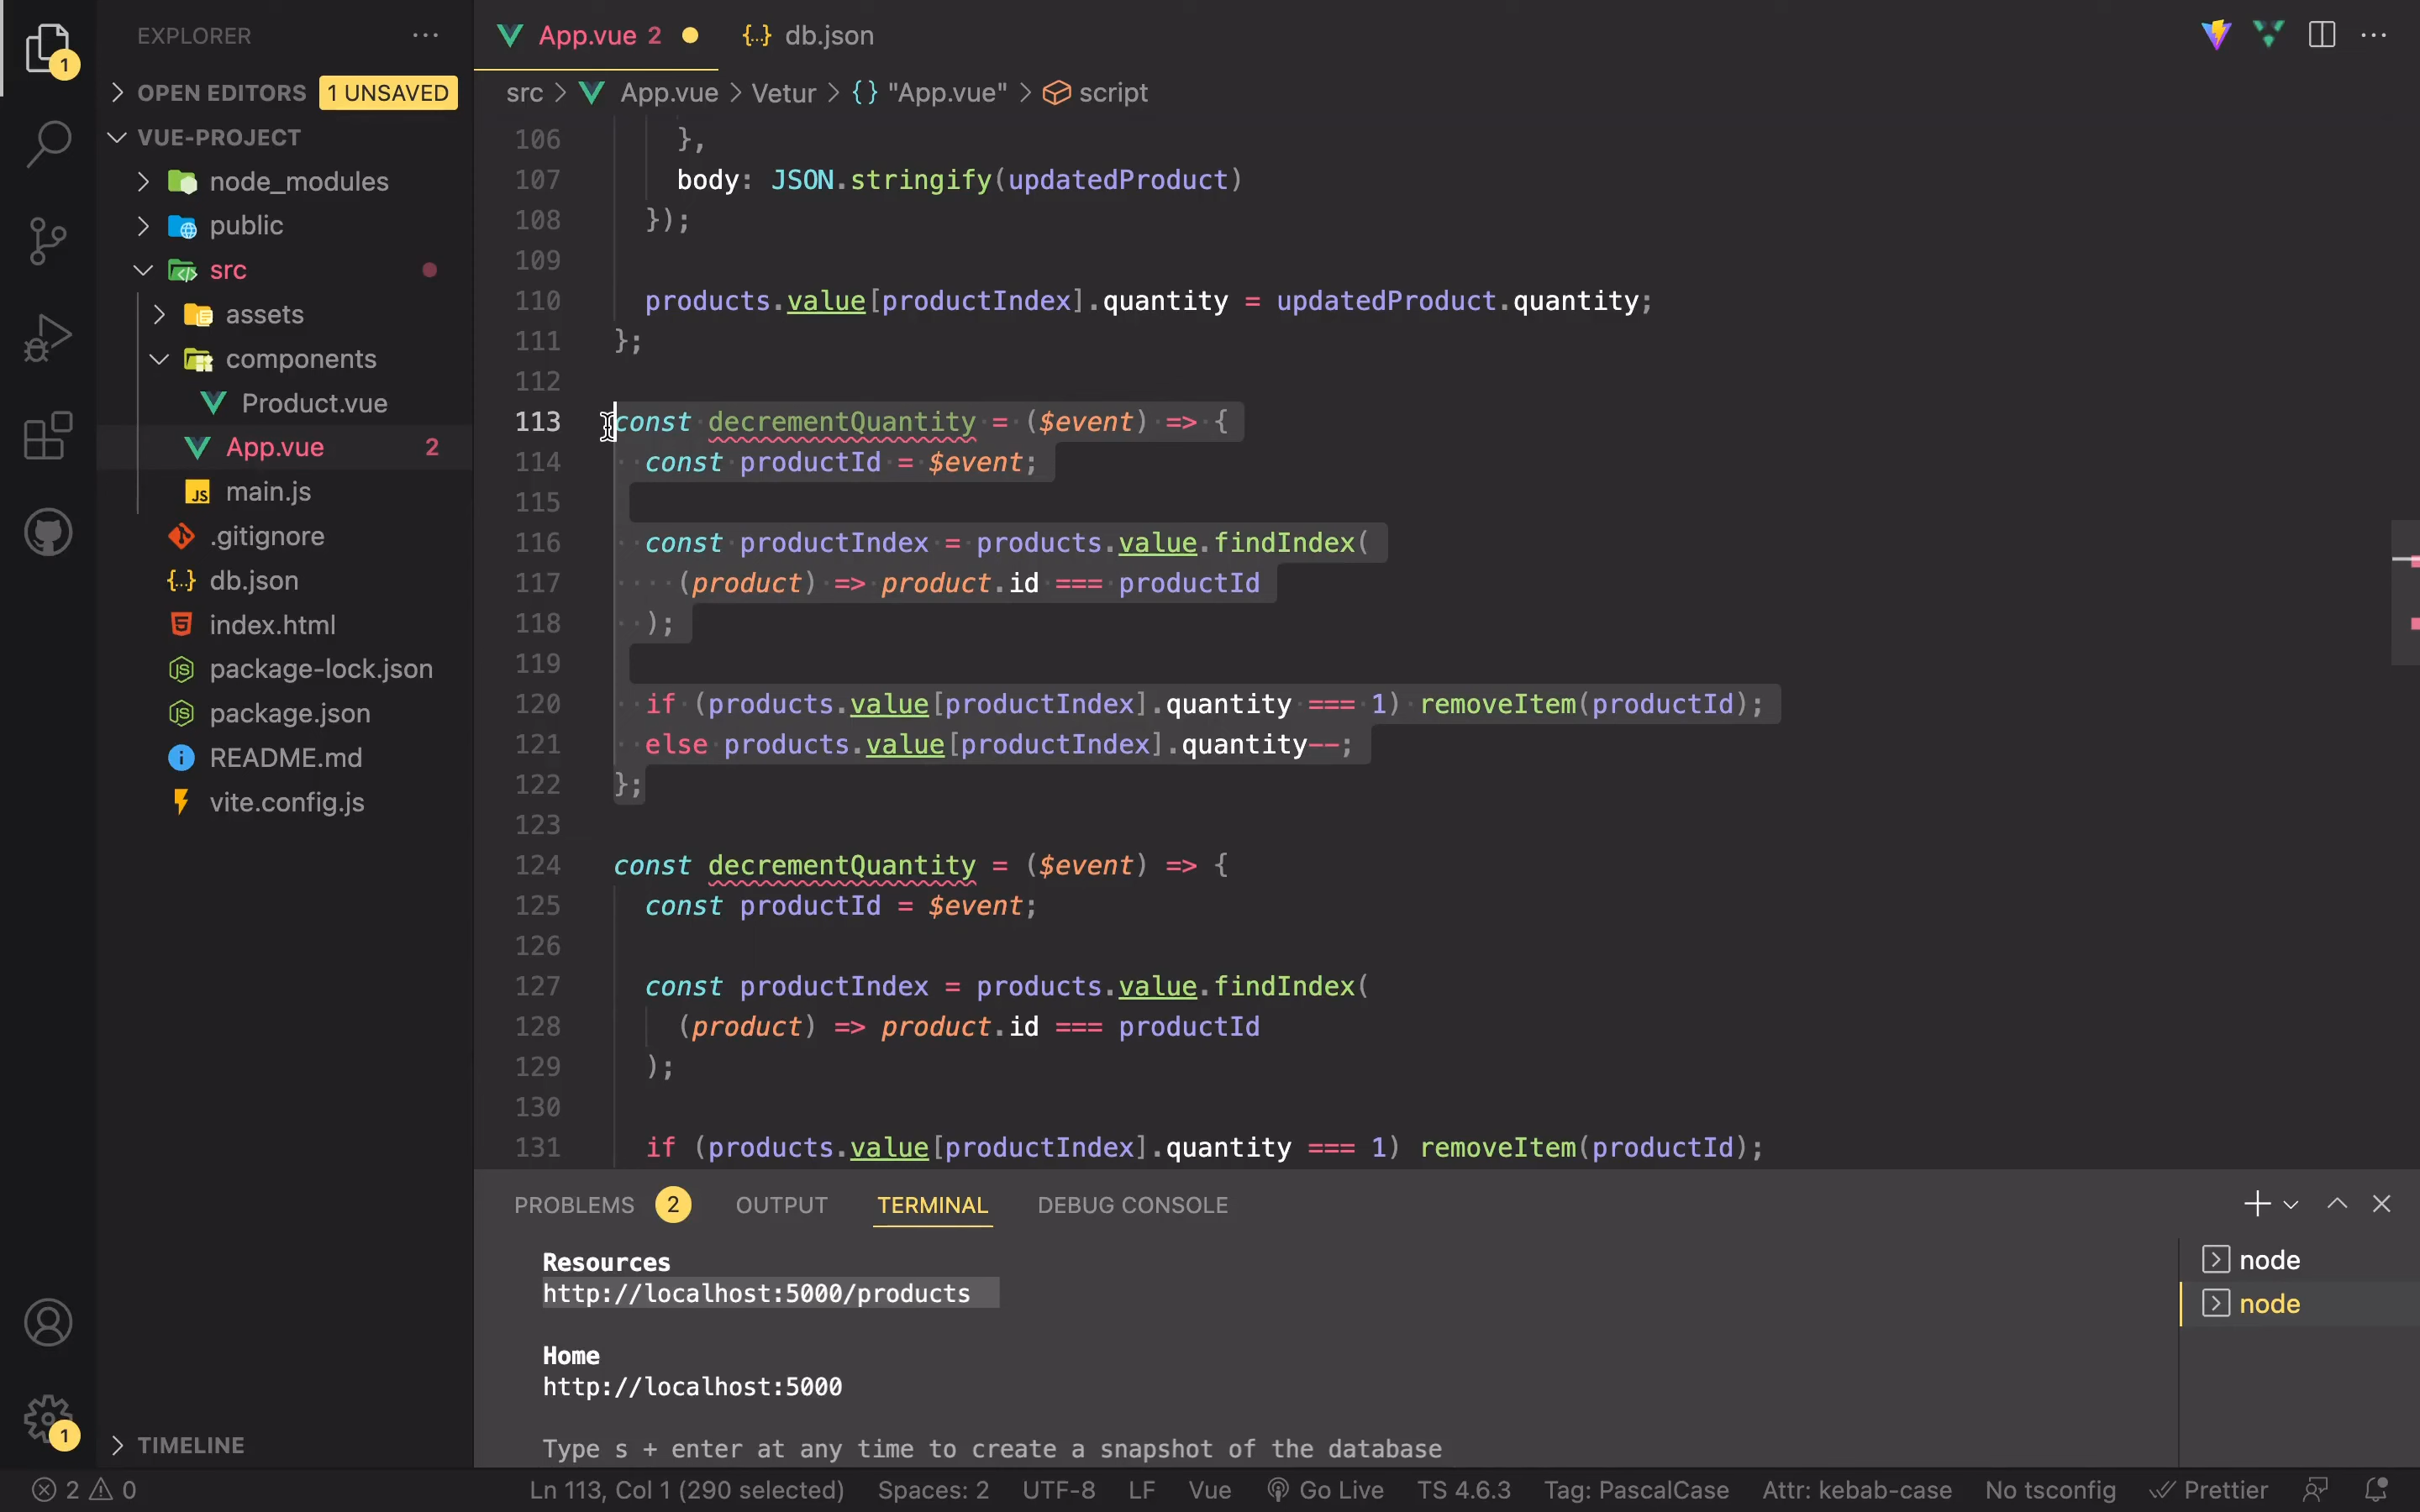 EXPLORER
1
OPEN EDITORS 1 UNSAVED
VUE-PROJECT
node_modules
public
src
assets
components
Product.vue
App.vue 2
main.js
.gitignore
db.json
index.html
package-lock.json
package.json
README.md
vite.config.js
TIMELINE
1
App.vue 2
{..} db.json
src > App.vue > Vetur > {} "App.vue" > script
106 },
107 body: JSON.stringify(updatedProduct)
108 });
109
110 products.value[productIndex].quantity = updatedProduct.quantity;
111 };
112
113 const decrementQuantity = ($event) => {
114 const productId = $event;
115
116 const productIndex = products.value.findIndex(
117 (product) => product.id === productId
118 );
119
120 if (products.value[productIndex].quantity === 1) removeItem(productId);
121 else products.value[productIndex].quantity--;
122 };
123
124 const decrementQuantity = ($event) => {
125 const productId = $event;
126
127 const productIndex = products.value.findIndex(
128 (product) => product.id === productId
129 );
130
131 if (products.value[productIndex].quantity === 1) removeItem(productId);
PROBLEMS 2 OUTPUT TERMINAL DEBUG CONSOLE
Resources
http://localhost:5000/products
Home
http://localhost:5000
Type s + enter at any time to create a snapshot of the database
node
node
2 0 Ln 113, Col 1 (290 selected) Spaces: 2 UTF-8 LF Vue Go Live TS 4.6.3 Tag: PascalCase Attr: kebab-case No tsconfig Prettier